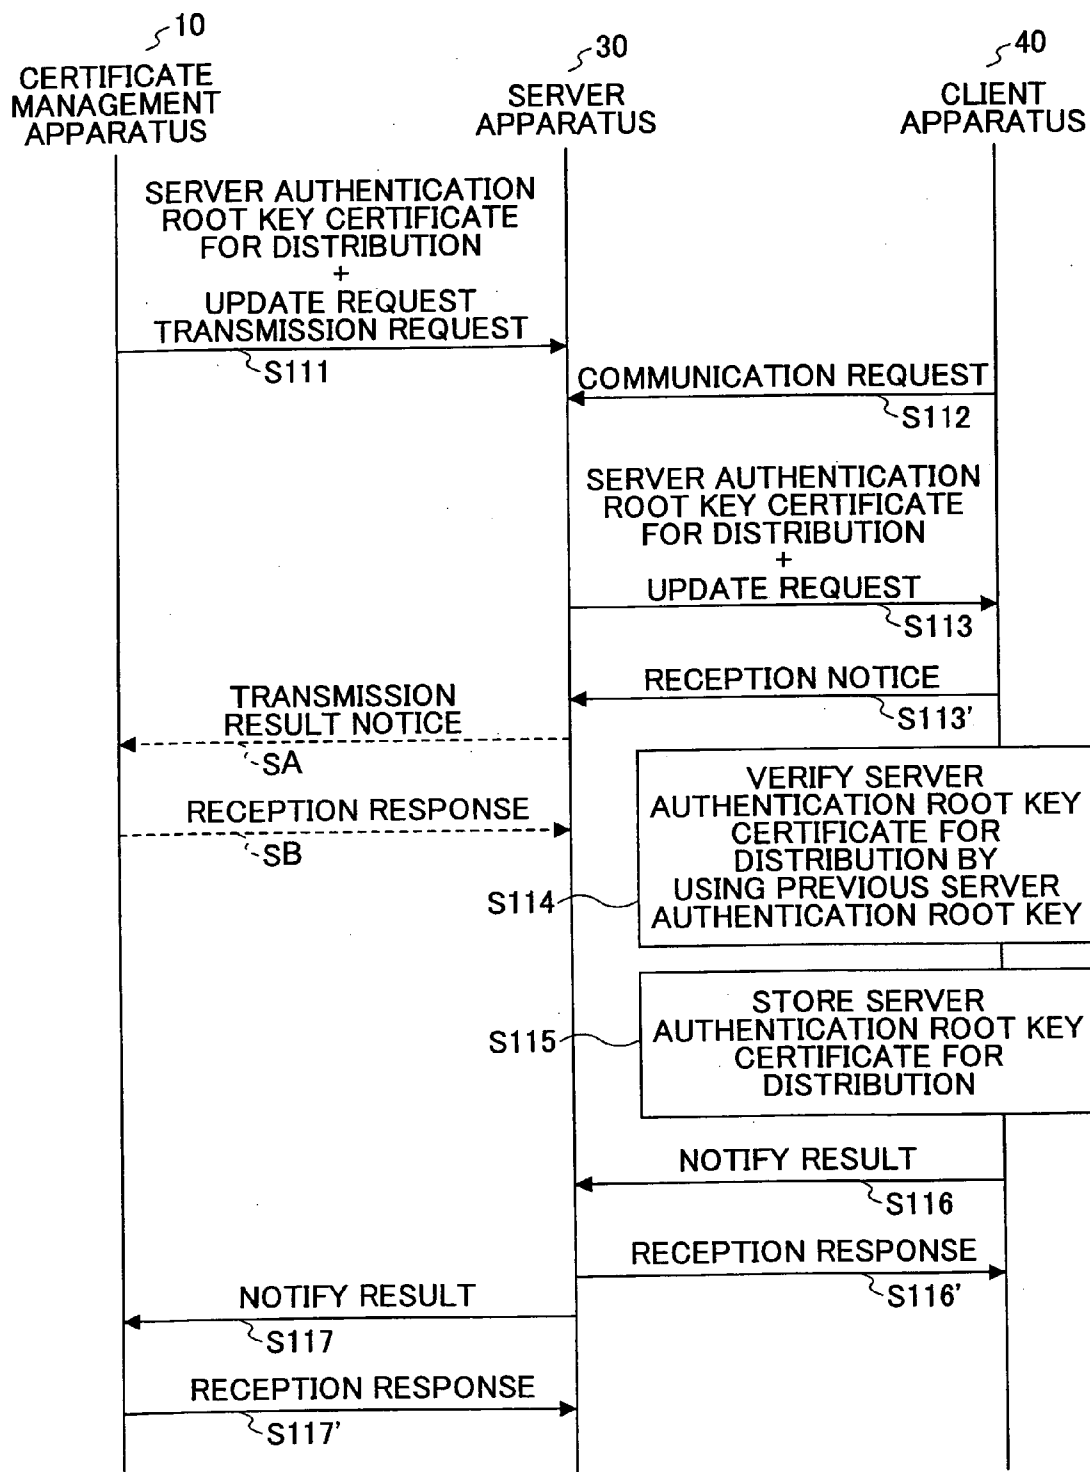 10
CERTIFICATE
MANAGEMENT
APPARATUS
30
SERVER
APPARATUS
40
CLIENT
APPARATUS
SERVER AUTHENTICATION
ROOT KEY CERTIFICATE
FOR DISTRIBUTION
+
UPDATE REQUEST
TRANSMISSION REQUEST
S111
COMMUNICATION REQUEST
S112
SERVER AUTHENTICATION
ROOT KEY CERTIFICATE
FOR DISTRIBUTION
+
UPDATE REQUEST
S113
RECEPTION NOTICE
S113'
TRANSMISSION
RESULT NOTICE
SA
RECEPTION RESPONSE
SB
VERIFY SERVER
AUTHENTICATION ROOT KEY
CERTIFICATE FOR
DISTRIBUTION BY
USING PREVIOUS SERVER
AUTHENTICATION ROOT KEY
S114
STORE SERVER
AUTHENTICATION ROOT KEY
CERTIFICATE FOR
DISTRIBUTION
S115
NOTIFY RESULT
S116
RECEPTION RESPONSE
S116'
NOTIFY RESULT
S117
RECEPTION RESPONSE
S117'